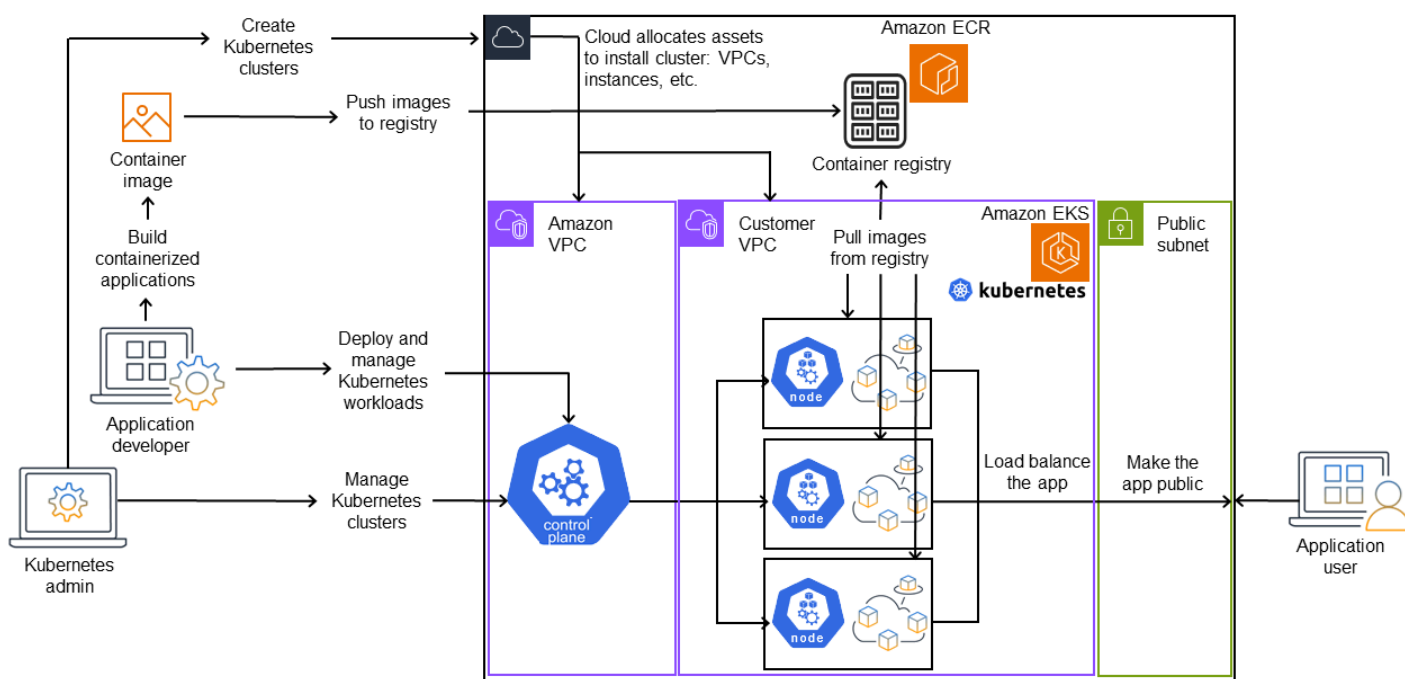 Create
Kubernetes
clusters
Cloud allocates assets
to install cluster: VPCs,
instances, etc.
Amazon ECR
Push images
to registry
Container
image
Container registry
Build
containerized
applications
Amazon
VPC
Customer
VPC
Amazon EKS
K
Public
subnet
Pull images
from registry
kubernetes
Deploy and
manage
Kubernetes
workloads
Application
developer
node
node
node
control
plane
Manage
Kubernetes
clusters
Load balance
the app
Make the
app public
Kubernetes
admin
Application
user